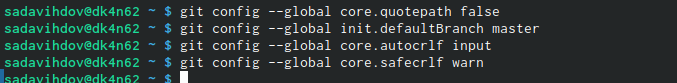 sadavihdov@dk4n62 ~ $ git config --global core.quotepath false
sadavihdov@dk4n62 ~ $ git config --global init.defaultBranch master
sadavihdov@dk4n62 ~ $ git config --global core.autocrlf input
sadavihdov@dk4n62 ~ $ git config --global core.safecrlf warn
sadavihdov@dk4n62 ~ $